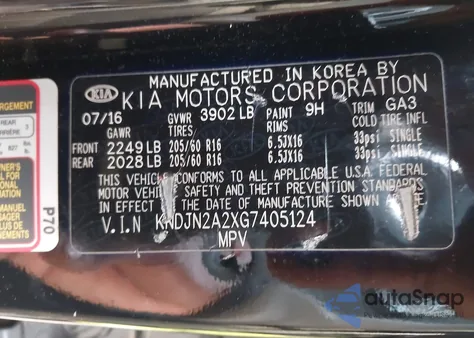 MANUFACTURED IN KOREA BY
KIA KIA MOTORS CORPORATION
07/16 GVWR 3902 LB PAINT 9H TRIM GA3
GAWR TIRES/ RIMS COLD TIRE INFL
FRONT 2249 LB 205/60 R16 6.5JX16 33psi SINGLE
REAR 2028 LB 205/60 R16 6.5JX16 33psi SINGLE
THIS VEHICLE CONFORMS TO ALL APPLICABLE U.S.A. FEDERAL
MOTOR VEHICLE SAFETY AND THEFT PREVENTION STANDARDS
IN EFFECT ON THE DATE OF MANUFACTURE SHOWN ABOVE.
V.I.N KNDJN2A2XG7405124
MPV
P70
REAR
autoSnap